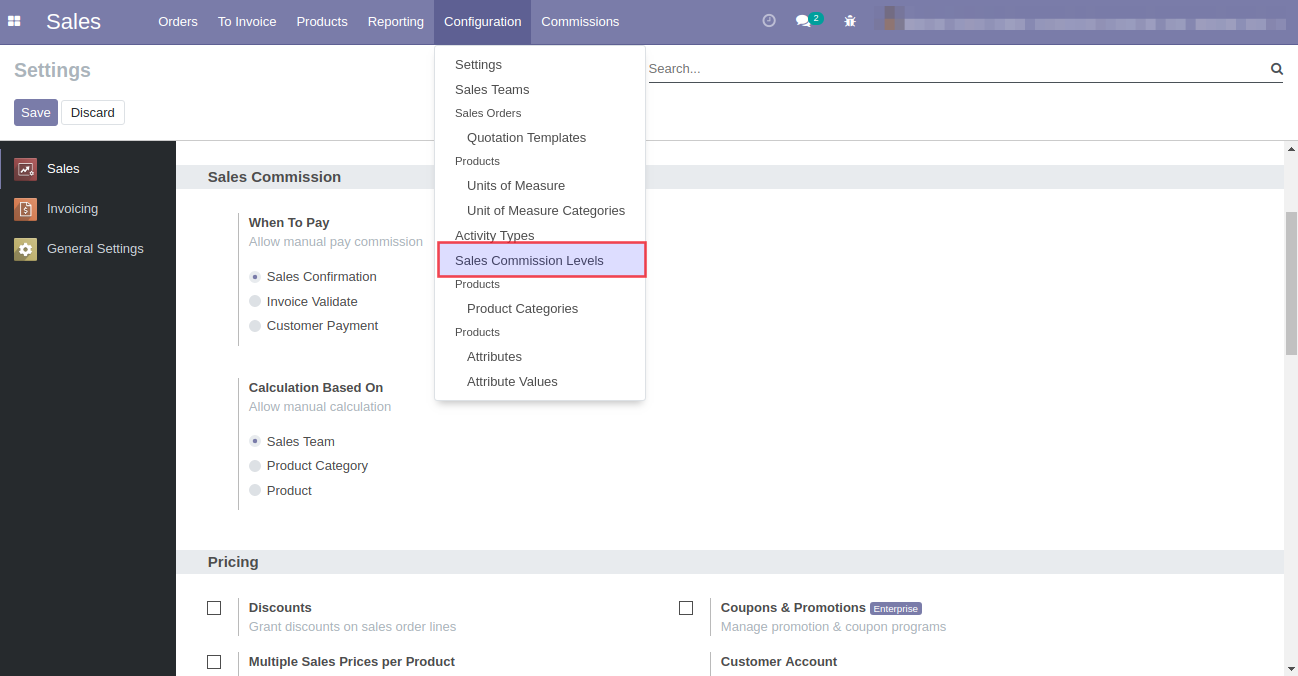 Sales Orders To Invoice Products Reporting Configuration Commissions 2
Settings
Search...
Save Discard
Settings
Sales Teams
Sales Orders
Quotation Templates
Products
Units of Measure
Unit of Measure Categories
Activity Types
Sales Commission Levels
Products
Product Categories
Products
Attributes
Attribute Values
Sales
Invoicing
General Settings
Sales Commission
When To Pay
Allow manual pay commission
Sales Confirmation
Invoice Validate
Customer Payment
Calculation Based On
Allow manual calculation
Sales Team
Product Category
Product
Pricing
Discounts
Grant discounts on sales order lines
Coupons & Promotions Enterprise
Manage promotion & coupon programs
Multiple Sales Prices per Product
Customer Account